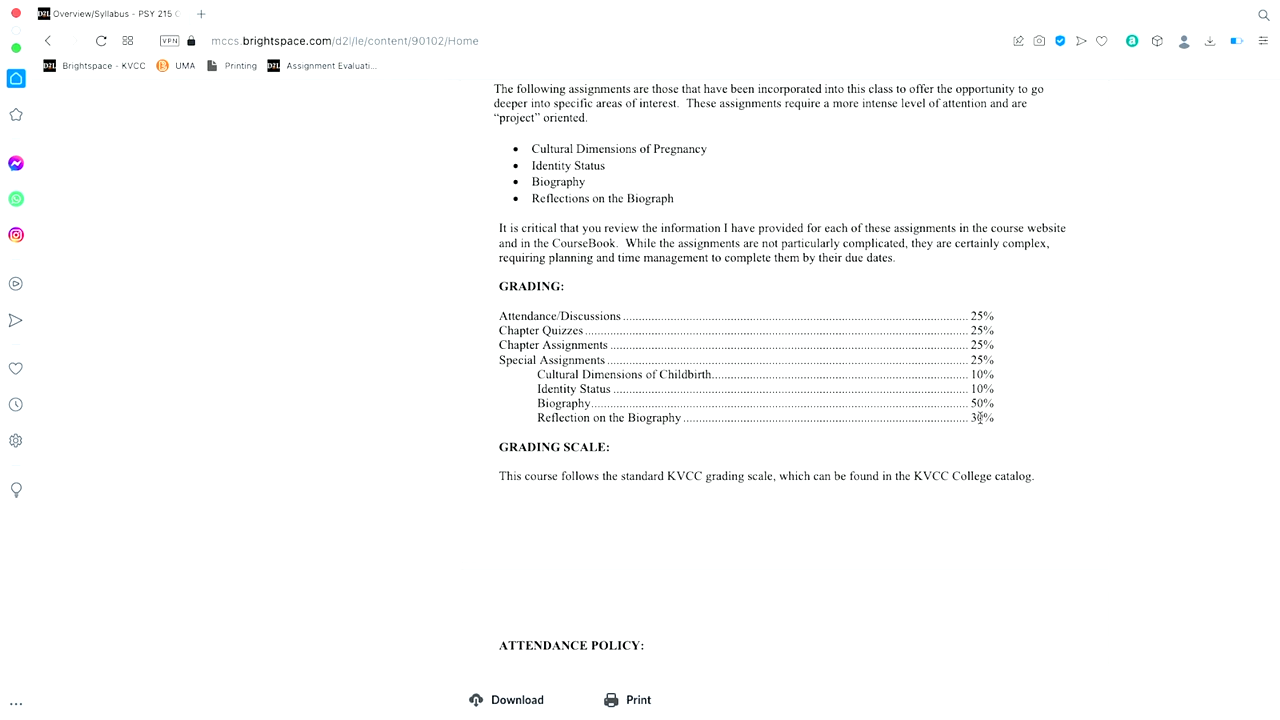 Overview/Syllabus - PSY 215 C
VPN mccs.brightspace.com/d2l/le/content/90102/Home
D2L Brightspace - KVCC UMA Printing D2L Assignment Evaluati...
The following assignments are those that have been incorporated into this class to offer the opportunity to go
deeper into specific areas of interest. These assignments require a more intense level of attention and are
“project” oriented.
• Cultural Dimensions of Pregnancy
• Identity Status
• Biography
• Reflections on the Biograph
It is critical that you review the information I have provided for each of these assignments in the course website
and in the CourseBook. While the assignments are not particularly complicated, they are certainly complex,
requiring planning and time management to complete them by their due dates.
GRADING:
Attendance/Discussions 25%
Chapter Quizzes 25%
Chapter Assignments 25%
Special Assignments 25%
Cultural Dimensions of Childbirth 10%
Identity Status 10%
Biography 50%
Reflection on the Biography 30%
GRADING SCALE:
This course follows the standard KVCC grading scale, which can be found in the KVCC College catalog.
ATTENDANCE POLICY:
Download Print